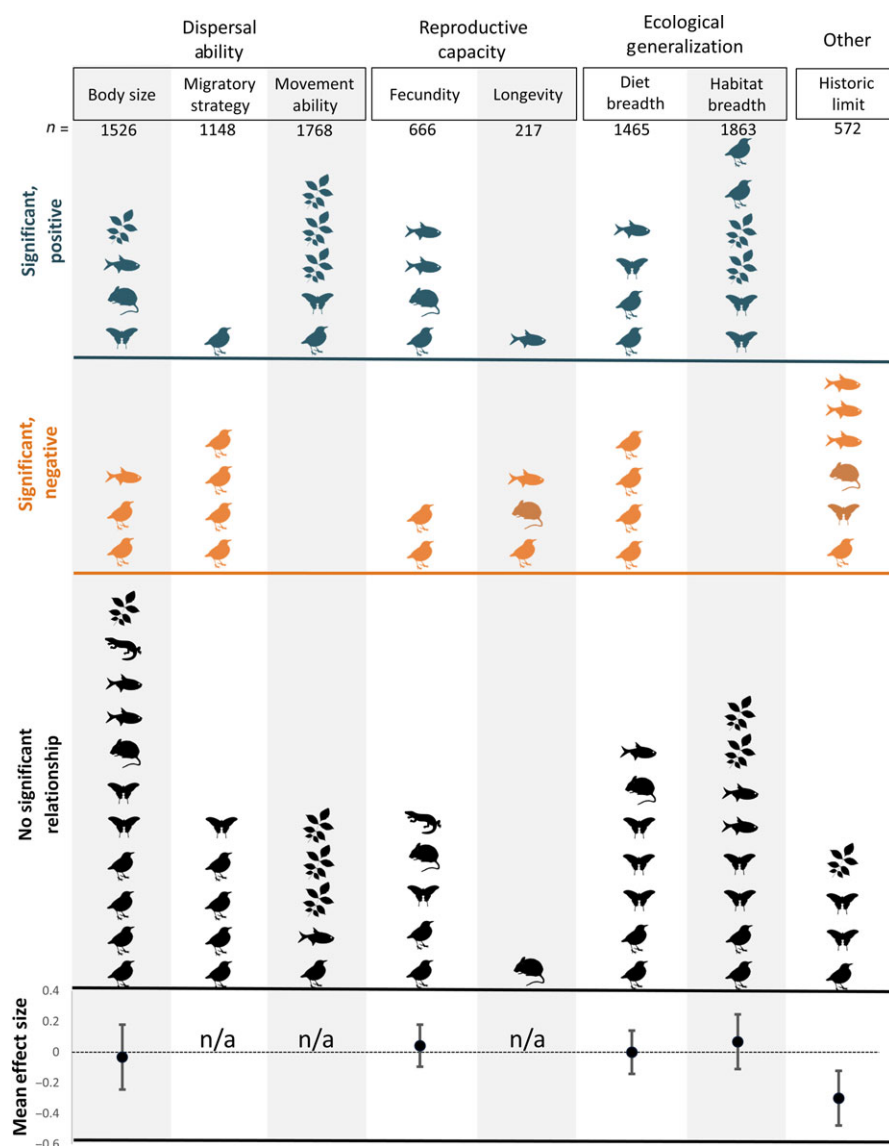 Dispersal
ability
Reproductive
capacity
Ecological
generalization
Other
Body size
Migratory
strategy
Movement
ability
Fecundity
Longevity
Diet
breadth
Habitat
breadth
Historic
limit
n = 1526 1148 1768 666 217 1465 1863 572
Significant,
positive
Significant,
negative
No significant
relationship
Mean effect size
0.4
0.2
0
−0.2
−0.4
−0.6
n/a n/a n/a